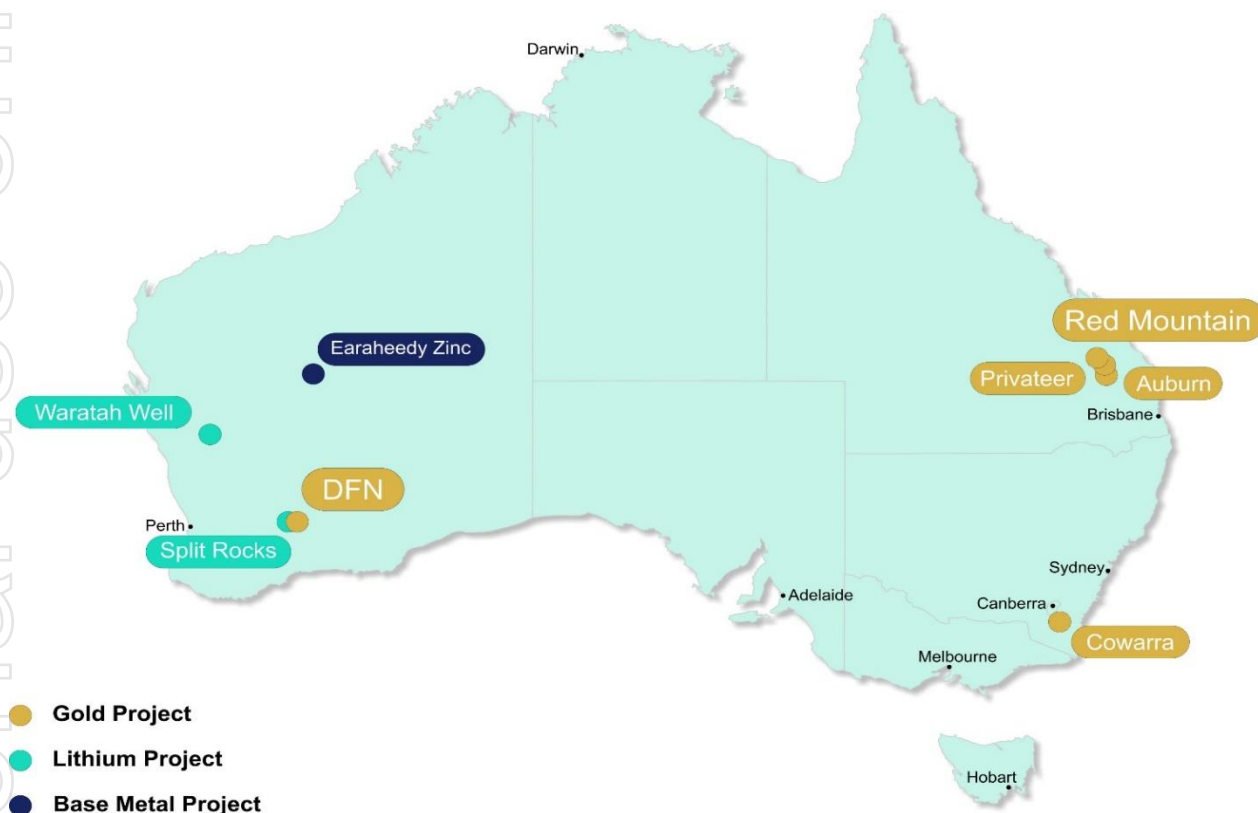 Darwin
Red Mountain
Earaheedy Zinc
Privateer
Auburn
Waratah Well
Brisbane
DFN
Perth
Split Rocks
Sydney
Adelaide
Canberra
Cowarra
Melbourne
Gold Project
Lithium Project
Hobart
Base Metal Project